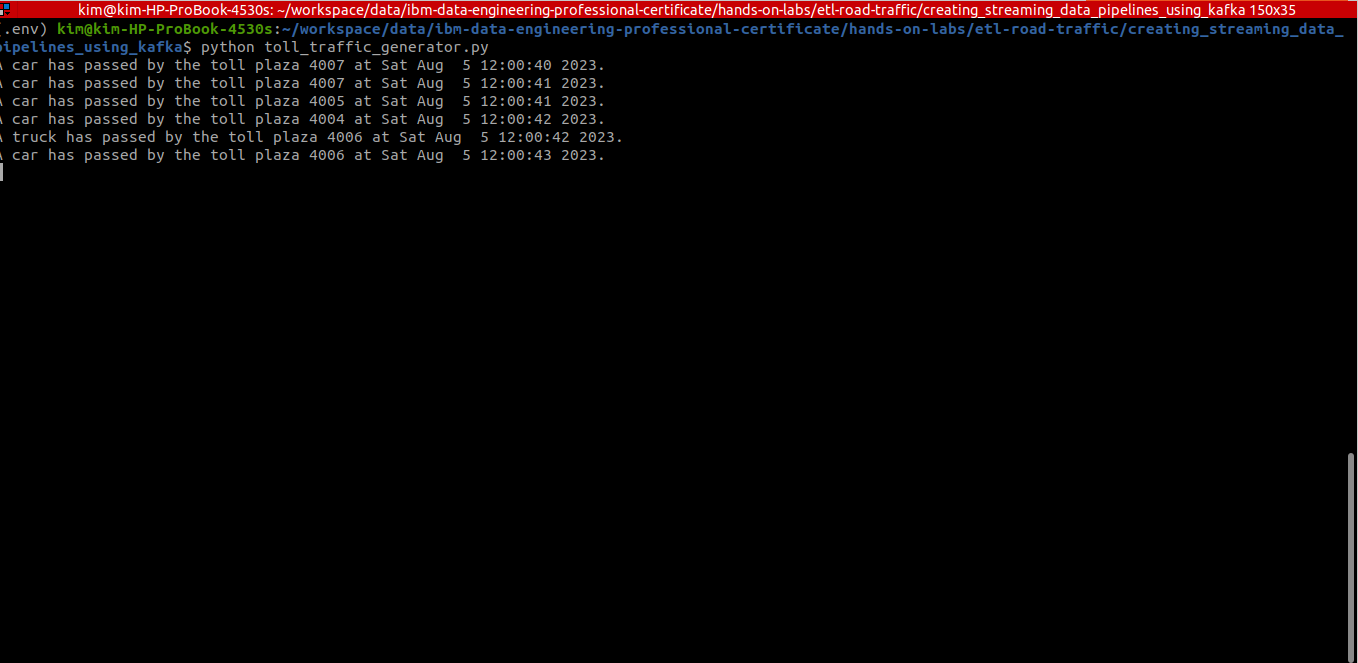 kim@kim-HP-ProBook-4530s: ~/workspace/data/ibm-data-engineering-professional-certificate/hands-on-labs/etl-road-traffic/creating_streaming_data_pipelines_using_kafka 150x35
(.env) kim@kim-HP-ProBook-4530s:~/workspace/data/ibm-data-engineering-professional-certificate/hands-on-labs/etl-road-traffic/creating_streaming_data_
pipelines_using_kafka$ python toll_traffic_generator.py
A car has passed by the toll plaza 4007 at Sat Aug  5 12:00:40 2023.
A car has passed by the toll plaza 4007 at Sat Aug  5 12:00:41 2023.
A car has passed by the toll plaza 4005 at Sat Aug  5 12:00:41 2023.
A car has passed by the toll plaza 4004 at Sat Aug  5 12:00:42 2023.
A truck has passed by the toll plaza 4006 at Sat Aug  5 12:00:42 2023.
A car has passed by the toll plaza 4006 at Sat Aug  5 12:00:43 2023.